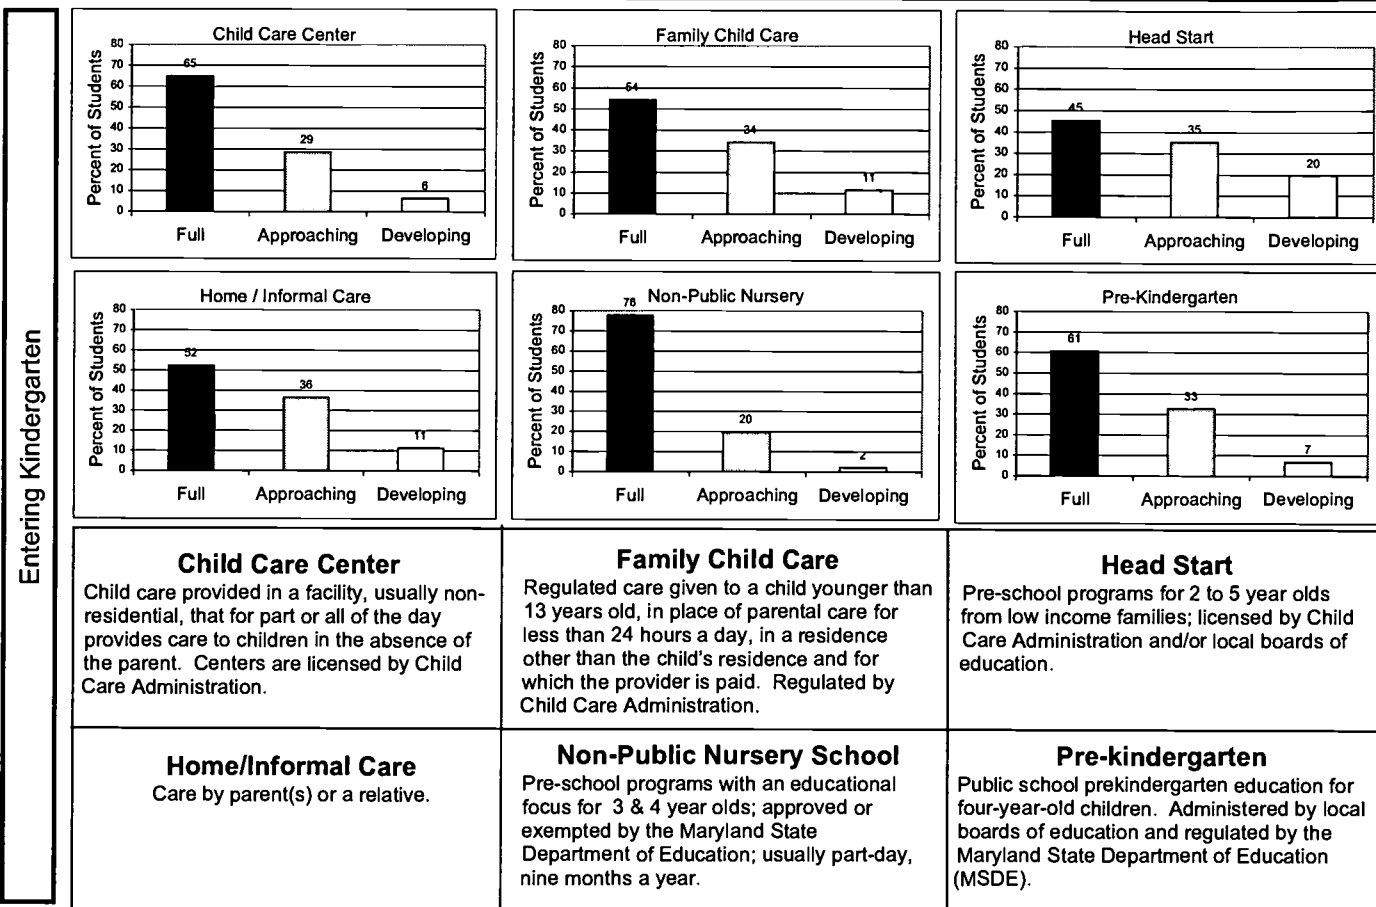 Entering Kindergarten
Child Care Center
Percent of Students
80
70
60
50
40
30
20
10
0
65
29
6
Full Approaching Developing
Family Child Care
Percent of Students
80
70
60
50
40
30
20
10
0
54
34
11
Full Approaching Developing
Head Start
Percent of Students
80
70
60
50
40
30
20
10
0
45
35
20
Full Approaching Developing
Home / Informal Care
Percent of Students
80
70
60
50
40
30
20
10
0
52
36
11
Full Approaching Developing
Non-Public Nursery
Percent of Students
80
70
60
50
40
30
20
10
0
20
2
Full Approaching Developing
Pre-Kindergarten
Percent of Students
80
70
60
50
40
30
20
10
0
61
33
7
Full Approaching Developing
Child Care Center
Child care provided in a facility, usually non-
residential, that for part or all of the day
provides care to children in the absence of
the parent. Centers are licensed by Child
Care Administration.
Family Child Care
Regulated care given to a child younger than
13 years old, in place of parental care for
less than 24 hours a day, in a residence
other than the child's residence and for
which the provider is paid. Regulated by
Child Care Administration.
Head Start
Pre-school programs for 2 to 5 year olds
from low income families; licensed by Child
Care Administration and/or local boards of
education.
Home/Informal Care
Care by parent(s) or a relative.
Non-Public Nursery School
Pre-school programs with an educational
focus for 3 & 4 year olds; approved or
exempted by the Maryland State
Department of Education; usually part-day,
nine months a year.
Pre-kindergarten
Public school prekindergarten education for
four-year-old children. Administered by local
boards of education and regulated by the
Maryland State Department of Education
(MSDE).